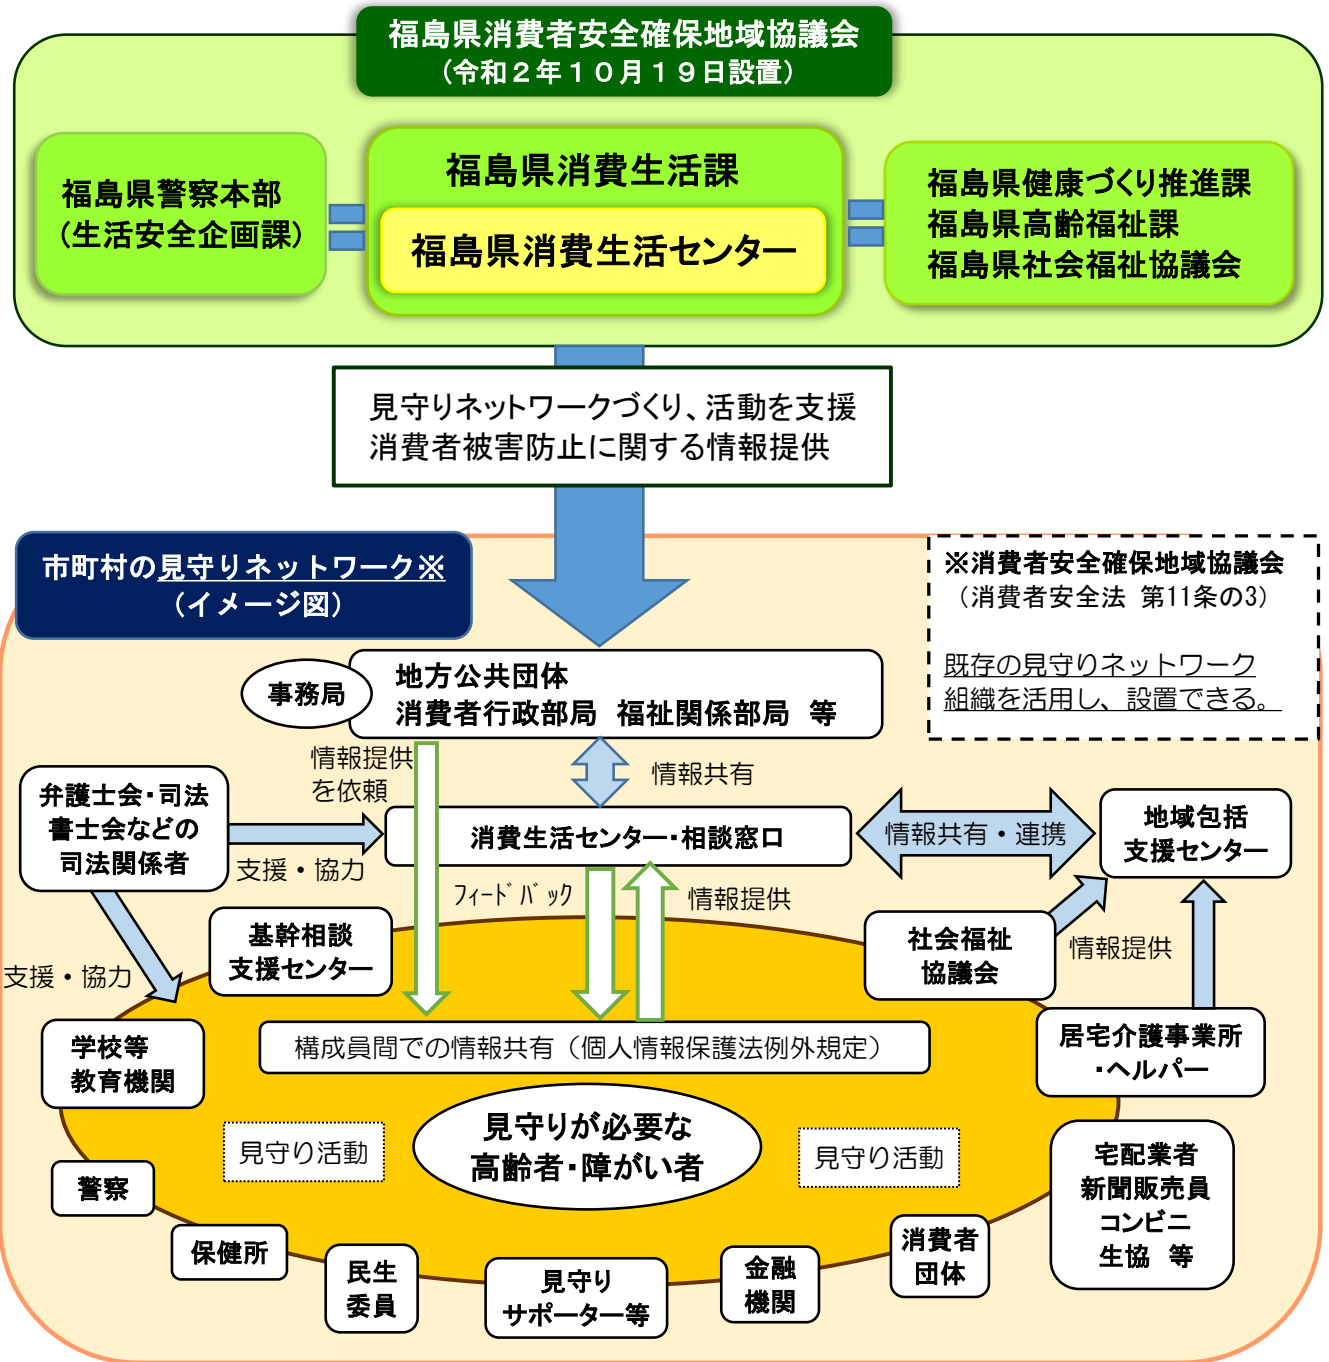 福島県消費者安全確保地域協議会
(令和２年１０月１９日設置)
福島県警察本部
(生活安全企画課)
福島県消費生活課
福島県消費生活センター
福島県健康づくり推進課
福島県高齢福祉課
福島県社会福祉協議会
見守りネットワークづくり、活動を支援
消費者被害防止に関する情報提供
市町村の見守りネットワーク※
(イメージ図)
※消費者安全確保地域協議会
（消費者安全法 第11条の3）
既存の見守りネットワーク
組織を活用し、設置できる。
事務局
地方公共団体
消費者行政部局 福祉関係部局 等
情報提供
を依頼
情報共有
弁護士会・司法
書士会などの
司法関係者
支援・協力
消費生活センター・相談窓口
情報共有・連携
地域包括
支援センター
フィードバック
情報提供
基幹相談
支援センター
社会福祉
協議会
情報提供
支援・協力
学校等
教育機関
構成員間での情報共有（個人情報保護法例外規定）
居宅介護事業所
・ヘルパー
見守り活動
見守りが必要な
高齢者・障がい者
見守り活動
宅配業者
新聞販売員
コンビニ
生協 等
警察
保健所
民生
委員
見守り
サポーター等
金融
機関
消費者
団体